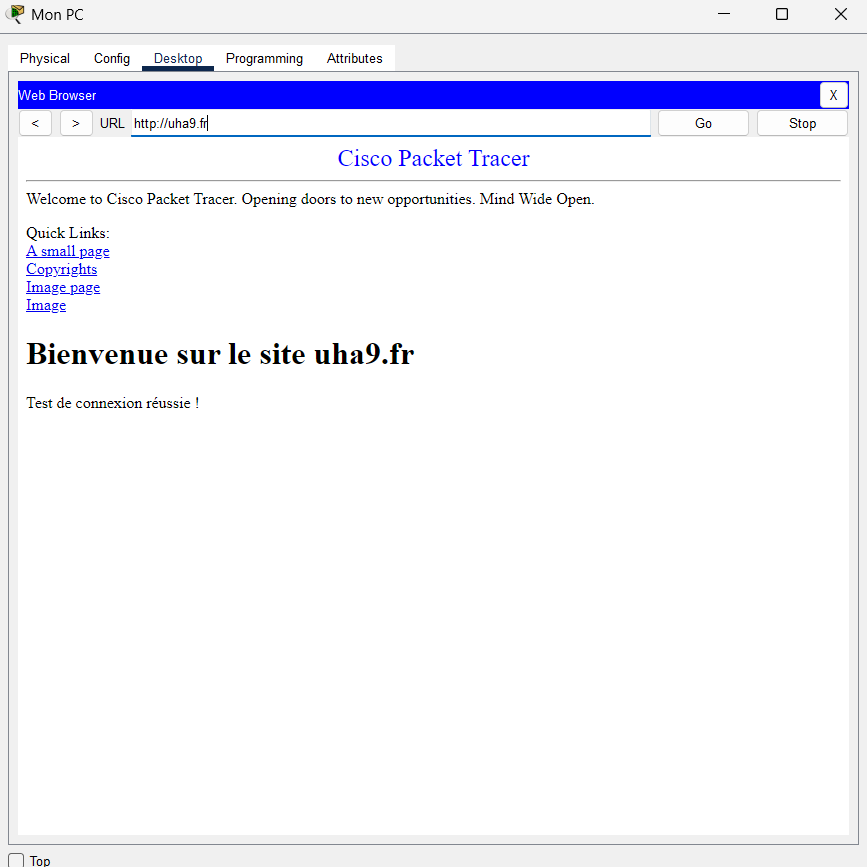 Mon PC
Physical Config Desktop Programming Attributes
Web Browser X
< > URL http://uha9.fr Go Stop
Cisco Packet Tracer
Welcome to Cisco Packet Tracer. Opening doors to new opportunities. Mind Wide Open.
Quick Links:
A small page
Copyrights
Image page
Image
Bienvenue sur le site uha9.fr
Test de connexion réussie !
Top